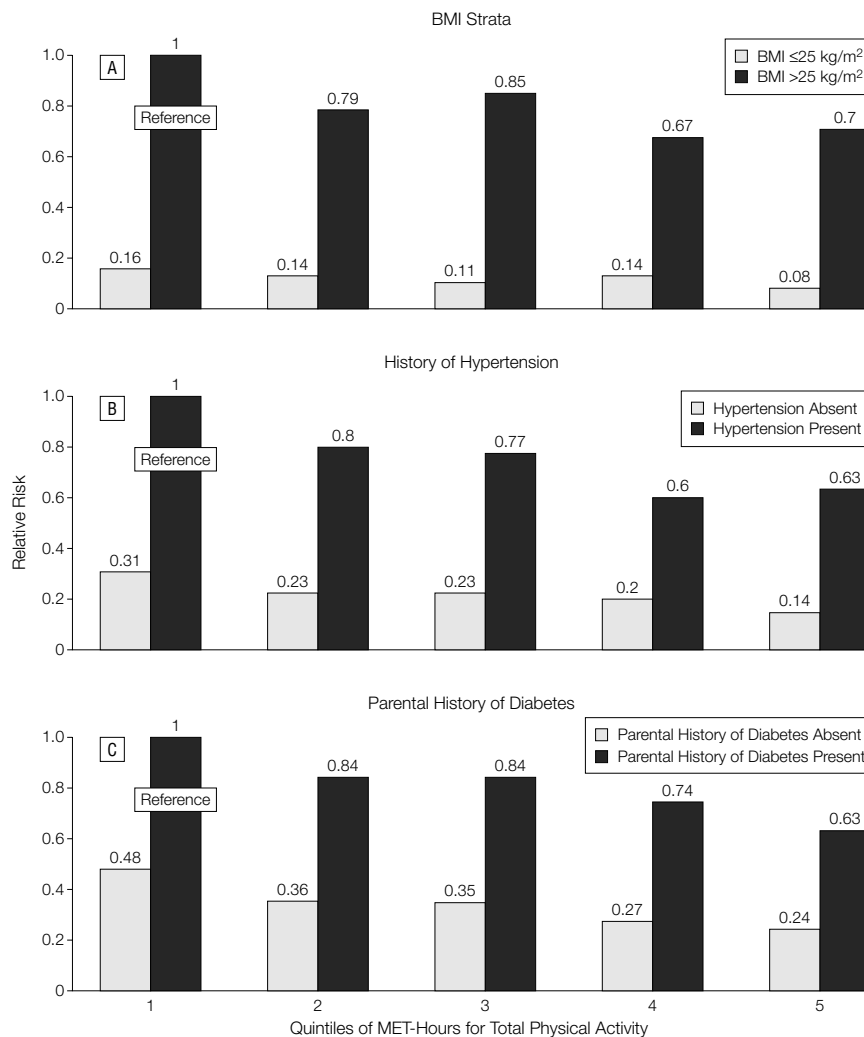 BMI Strata
A
1.0
0.8
0.6
0.4
0.2
0
BMI ≤25 kg/m²
BMI >25 kg/m²
Reference
0.16
1
0.14
0.79
0.11
0.85
0.14
0.67
0.08
0.7
History of Hypertension
B
1.0
0.8
0.6
0.4
0.2
0
Hypertension Absent
Hypertension Present
Reference
0.31
1
0.23
0.8
0.23
0.77
0.2
0.6
0.14
0.63
Relative Risk
Parental History of Diabetes
C
1.0
0.8
0.6
0.4
0.2
0
Parental History of Diabetes Absent
Parental History of Diabetes Present
Reference
0.48
1
0.36
0.84
0.35
0.84
0.27
0.74
0.24
0.63
1 2 3 4 5
Quintiles of MET-Hours for Total Physical Activity